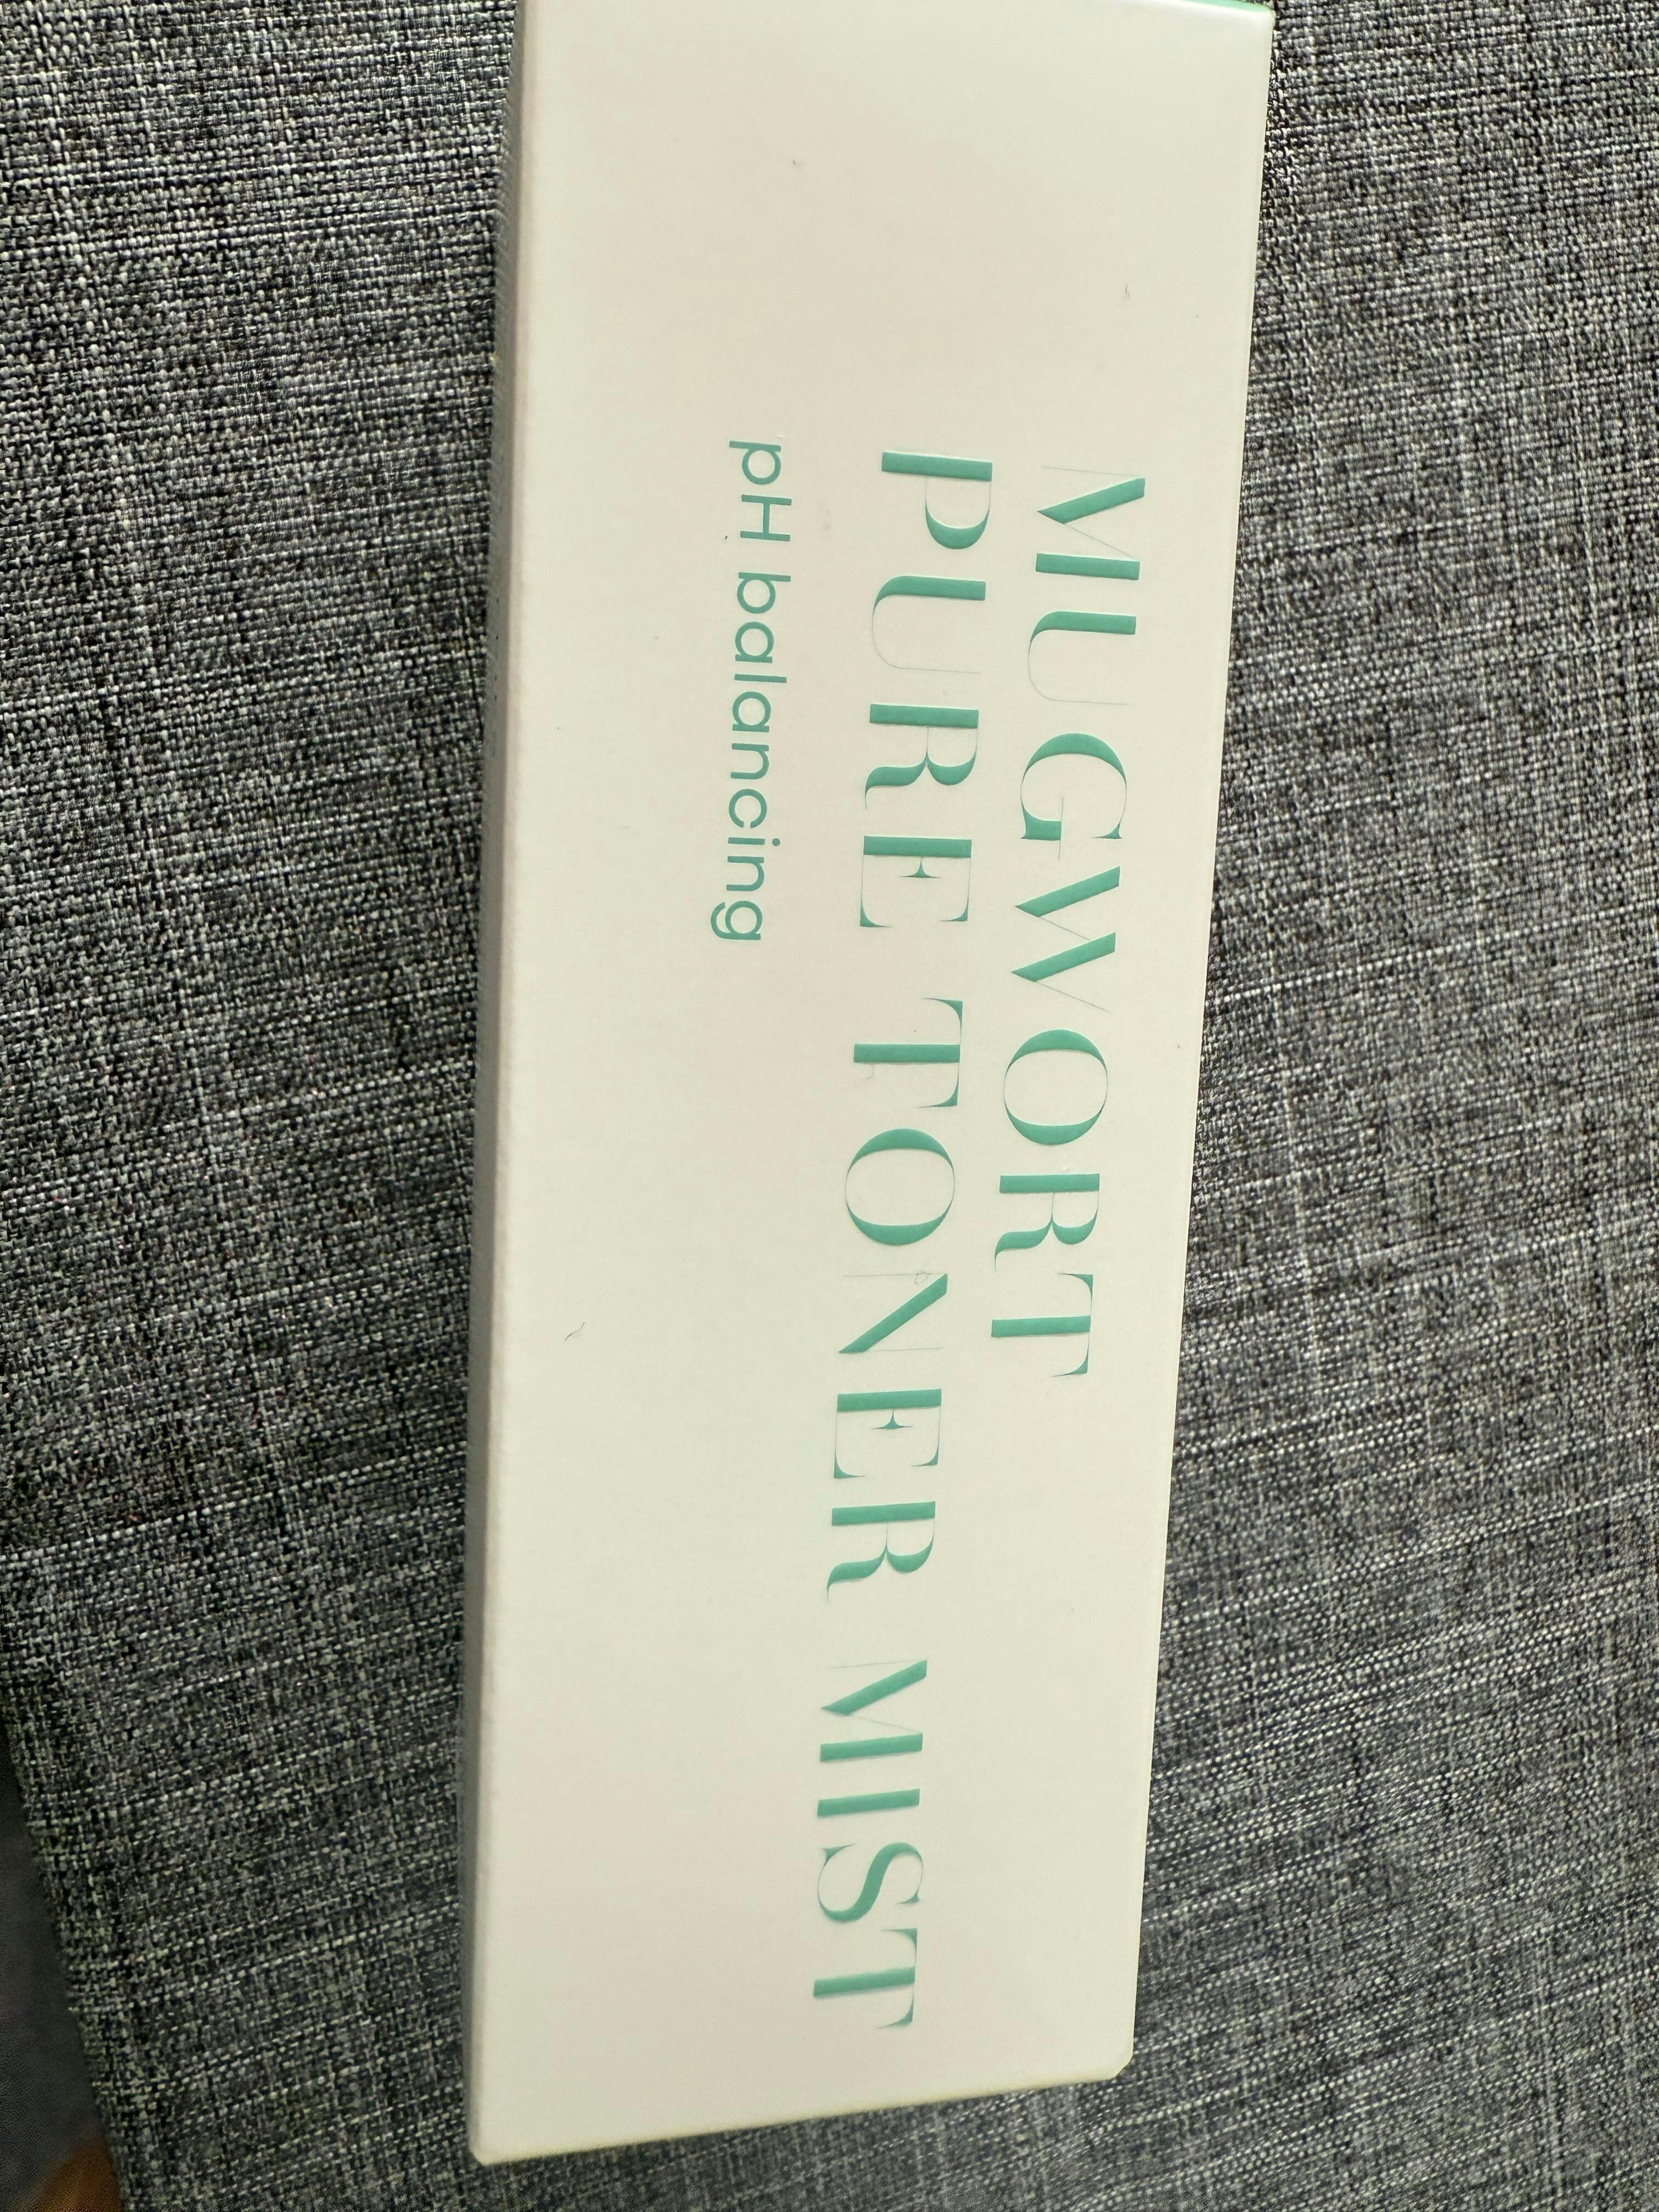 MUGWORT
PURE TONER MIST
pH balancing